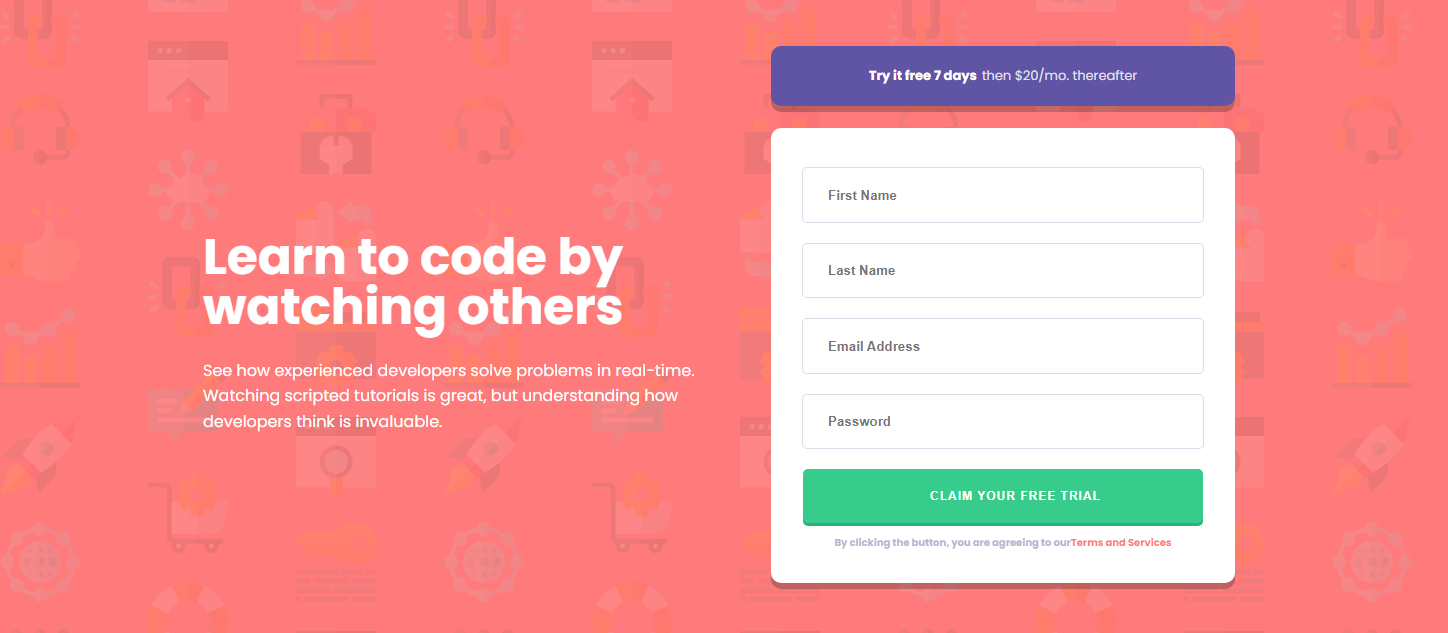 Learn to code by
watching others
See how experienced developers solve problems in real-time.
Watching scripted tutorials is great, but understanding how
developers think is invaluable.
Try it free 7 days then $20/mo. thereafter
First Name
Last Name
Email Address
Password
CLAIM YOUR FREE TRIAL
By clicking the button, you are agreeing to ourTerms and Services